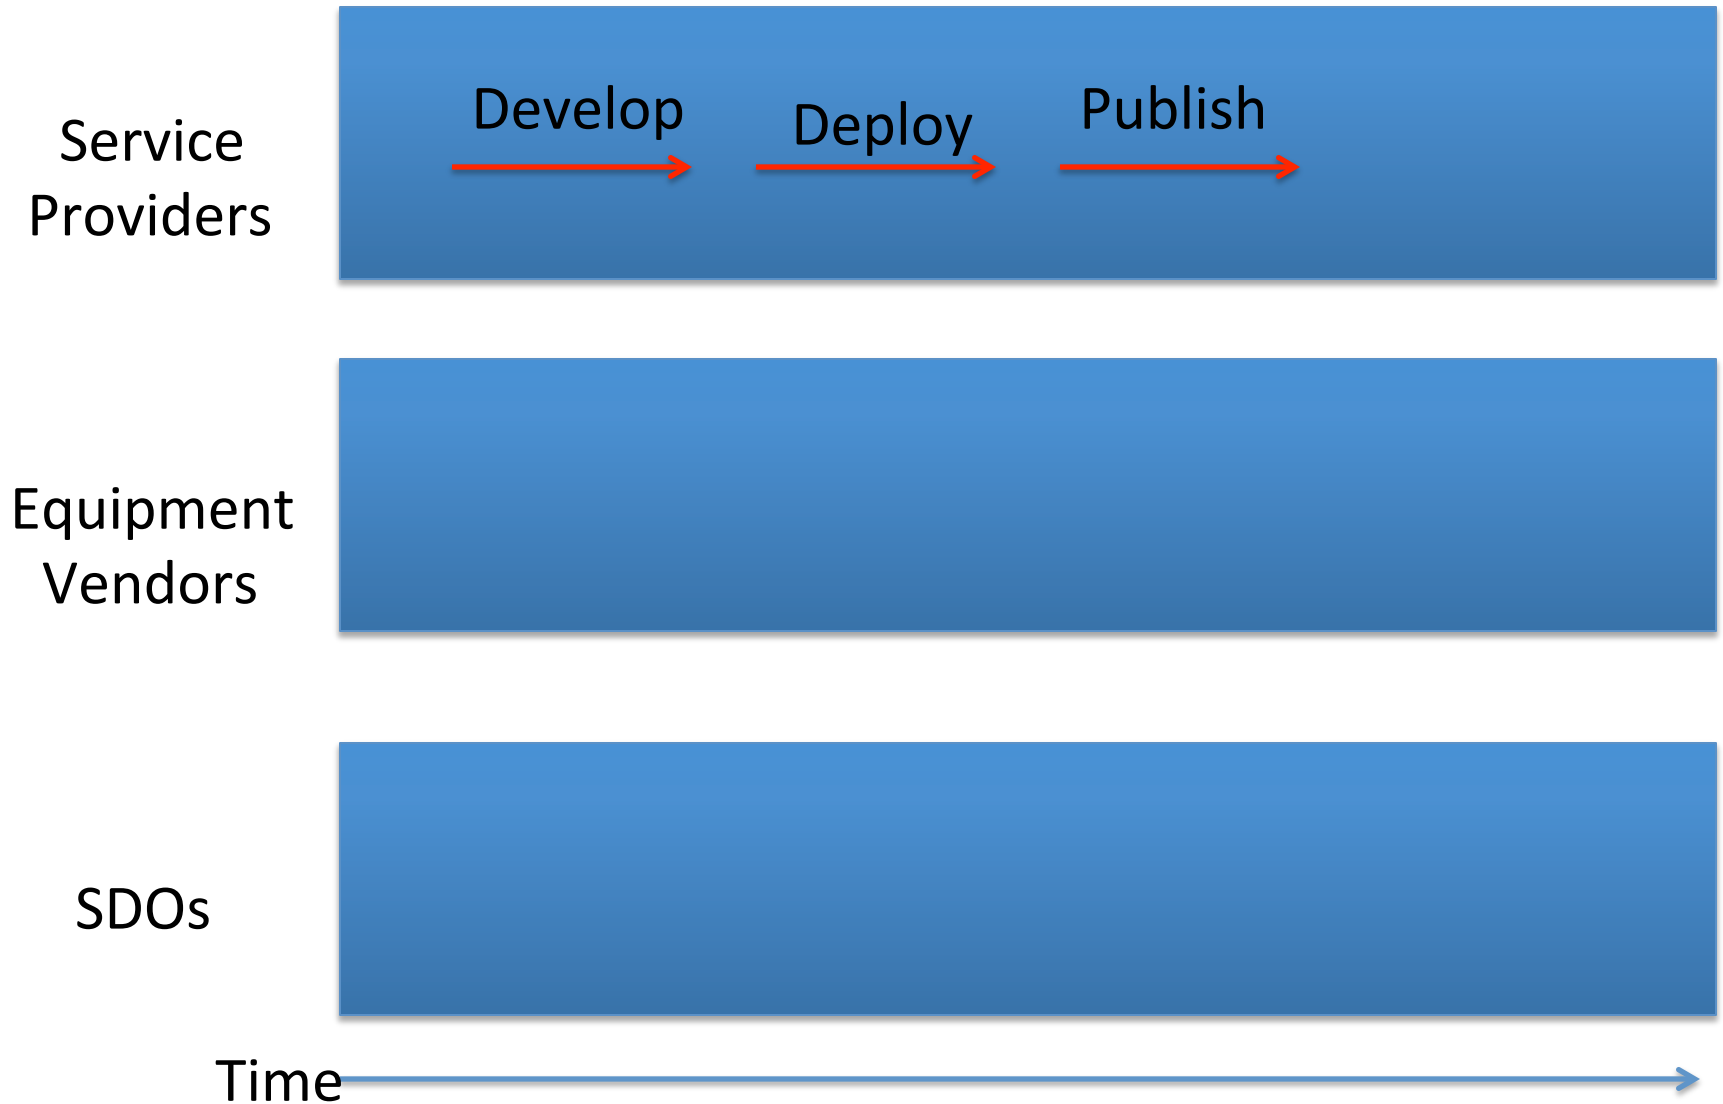 Develop
Deploy
Publish
Service
Providers
Equipment
Vendors
SDOs
Time